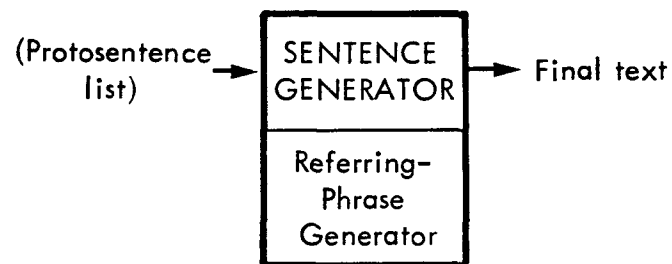 (Protosentence
list)
SENTENCE
GENERATOR
Final text
Referring-
Phrase
Generator